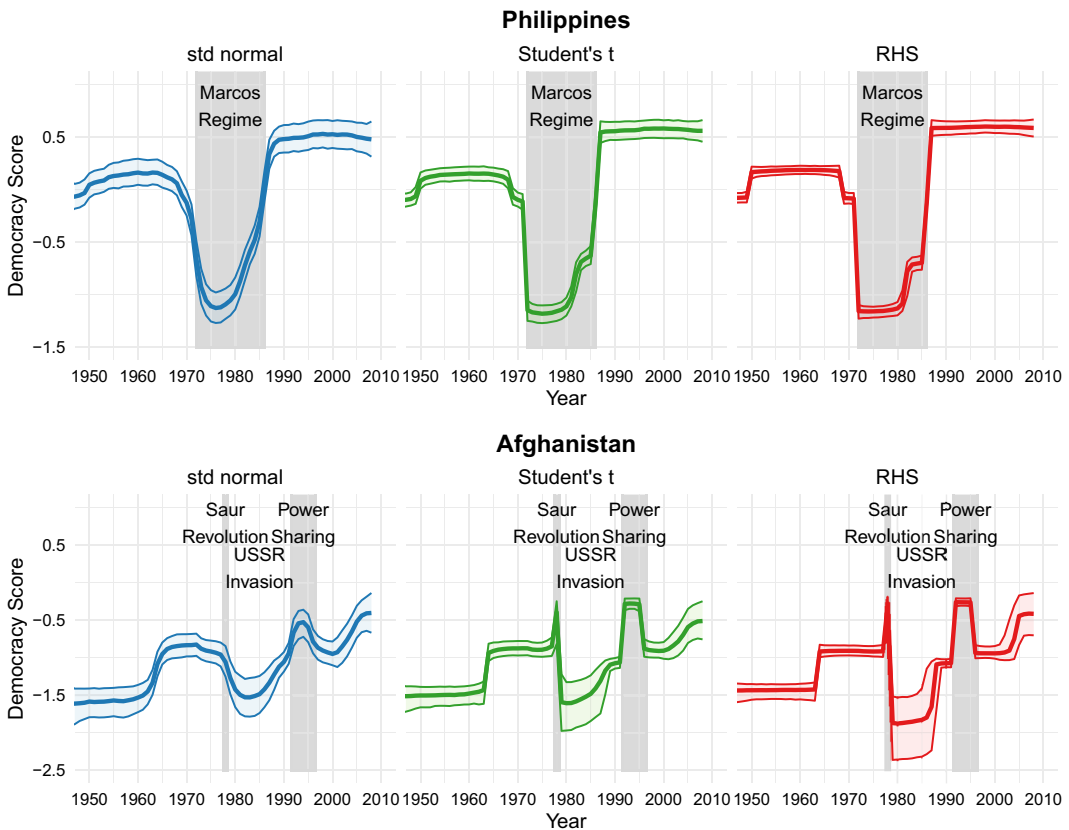 Philippines
std normal
Student's t
RHS
Marcos
Regime
Marcos
Regime
Marcos
Regime
Democracy Score
0.5
−0.5
−1.5
1950 1960 1970 1980 1990 2000 2010
1950 1960 1970 1980 1990 2000 2010
1950 1960 1970 1980 1990 2000 2010
Year
Afghanistan
std normal
Student's t
RHS
Saur
Revolution
USSR
Invasion
Power
Sharing
Saur
Revolution
USSR
Invasion
Power
Sharing
Saur
Revolution
USSR
Invasion
Power
Sharing
Democracy Score
0.5
−0.5
−1.5
−2.5
1950 1960 1970 1980 1990 2000 2010
1950 1960 1970 1980 1990 2000 2010
1950 1960 1970 1980 1990 2000 2010
Year